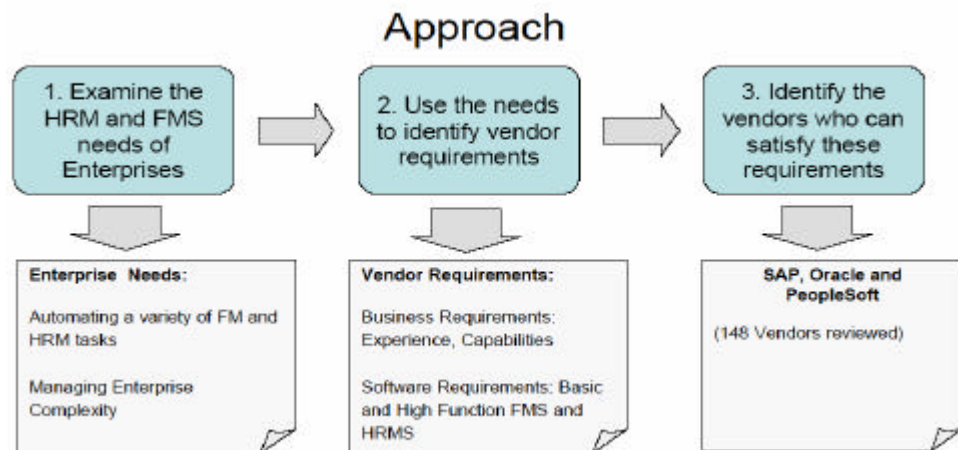 Approach
1. Examine the
HRM and FMS
needs of
Enterprises
2. Use the needs
to identify vendor
requirements
3. Identify the
vendors who can
satisfy these
requirements
Enterprise Needs:
Automating a variety of FM and
HRM tasks
Managing Enterprise
Complexity
Vendor Requirements:
Business Requirements:
Experience, Capabilities
Software Requirements: Basic
and High Function FMS and
HRMS
SAP, Oracle and
PeopleSoft
(148 Vendors reviewed)